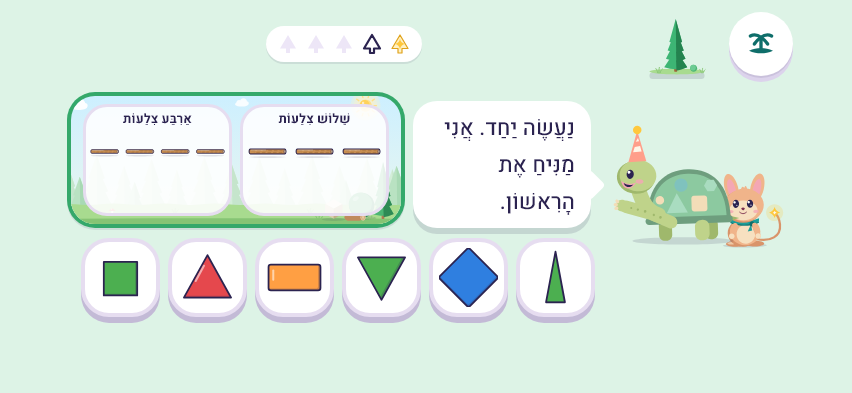 שָׁלוֹשׁ צְלָעוֹת
אַרְבַּע צְלָעוֹת
נַעֲשֶׂה יַחַד. אֲנִי
מַנִּיחַ אֶת
הָרִאשׁוֹן.